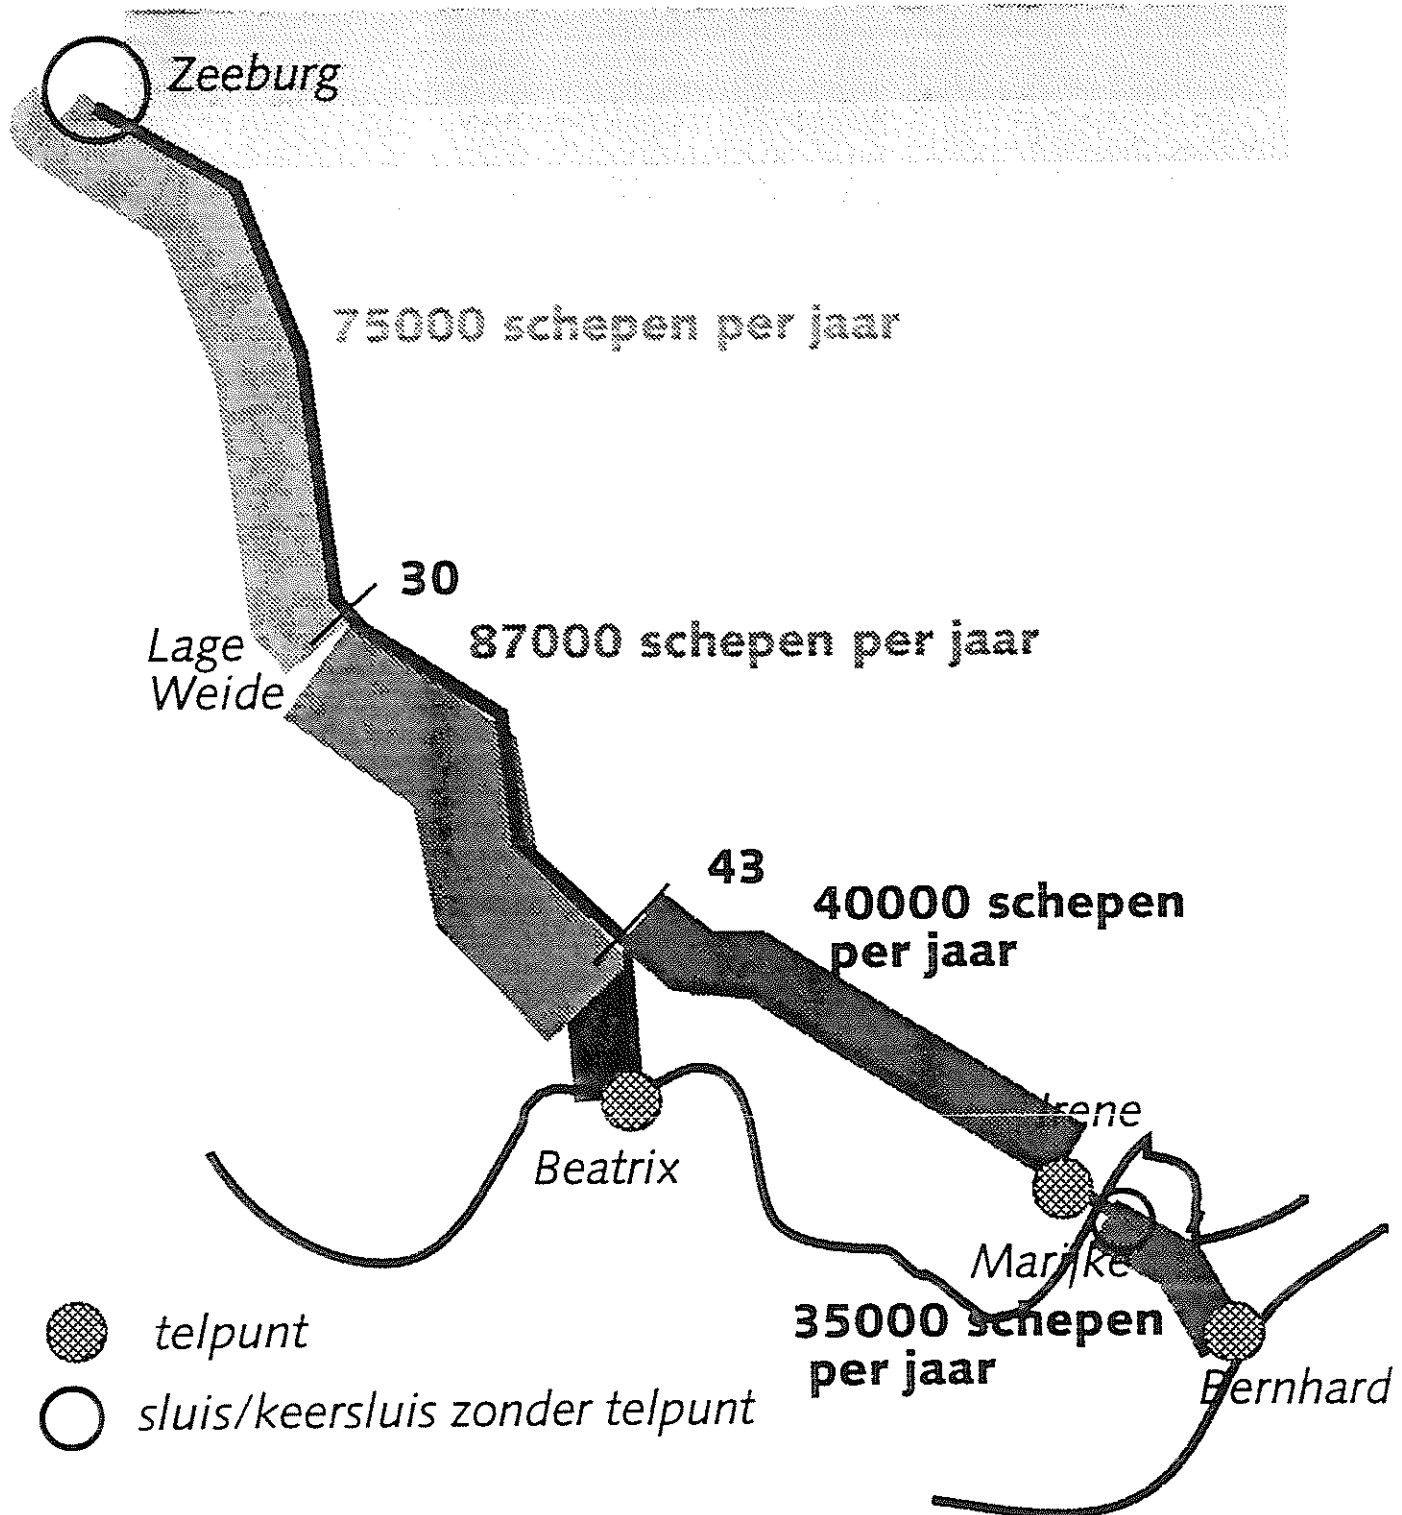 Zeeburg
75000 schepen per jaar
30
87000 schepen per jaar
Lage
Weide
43
40000 schepen
per jaar
Irene
Beatrix
Marijke
35000 schepen
per jaar
Bernhard
telpunt
sluis/keersluis zonder telpunt